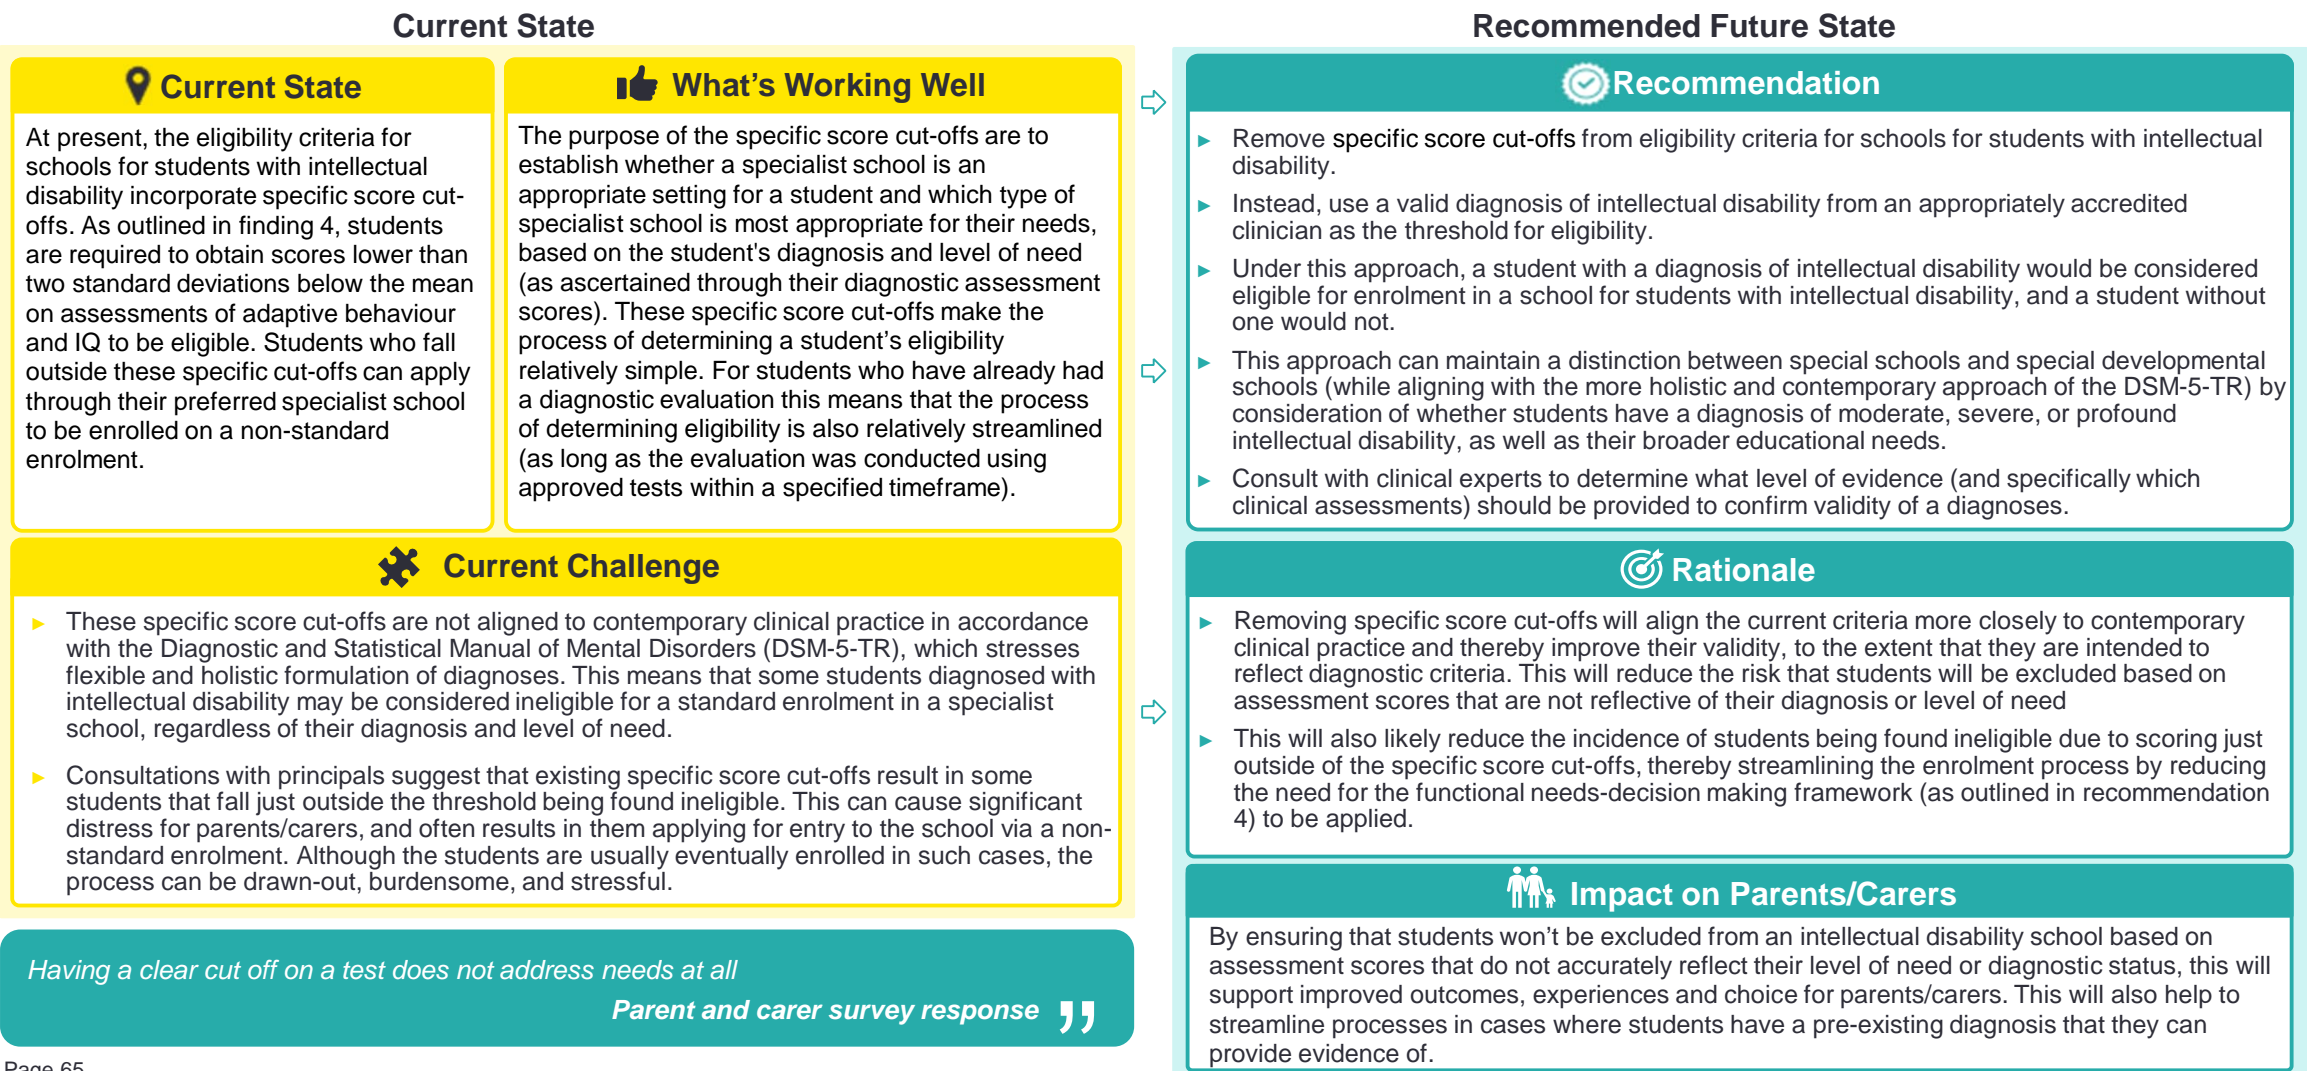 Current State
Current State
At present, the eligibility criteria for
schools for students with intellectual
disability incorporate specific score cut-
offs. As outlined in finding 4, students
are required to obtain scores lower than
two standard deviations below the mean
on assessments of adaptive behaviour
and IQ to be eligible. Students who fall
outside these specific cut-offs can apply
through their preferred specialist school
to be enrolled on a non-standard
enrolment.
What's Working Well
The purpose of the specific score cut-offs are to
establish whether a specialist school is an
appropriate setting for a student and which type of
specialist school is most appropriate for their needs,
based on the student's diagnosis and level of need
(as ascertained through their diagnostic assessment
scores). These specific score cut-offs make the
process of determining a student's eligibility
relatively simple. For students who have already had
a diagnostic evaluation this means that the process
of determining eligibility is also relatively streamlined
(as long as the evaluation was conducted using
approved tests within a specified timeframe).
Current Challenge
These specific score cut-offs are not aligned to contemporary clinical practice in accordance
with the Diagnostic and Statistical Manual of Mental Disorders (DSM-5-TR), which stresses
flexible and holistic formulation of diagnoses. This means that some students diagnosed with
intellectual disability may be considered ineligible for a standard enrolment in a specialist
school, regardless of their diagnosis and level of need.
Consultations with principals suggest that existing specific score cut-offs result in some
students that fall just outside the threshold being found ineligible. This can cause significant
distress for parents/carers, and often results in them applying for entry to the school via a non-
standard enrolment. Although the students are usually eventually enrolled in such cases, the
process can be drawn-out, burdensome, and stressful.
Having a clear cut off on a test does not address needs at all
Parent and carer survey response ”
Page 65
Recommended Future State
Recommendation
Remove specific score cut-offs from eligibility criteria for schools for students with intellectual
disability.
Instead, use a valid diagnosis of intellectual disability from an appropriately accredited
clinician as the threshold for eligibility.
Under this approach, a student with a diagnosis of intellectual disability would be considered
eligible for enrolment in a school for students with intellectual disability, and a student without
one would not.
This approach can maintain a distinction between special schools and special developmental
schools (while aligning with the more holistic and contemporary approach of the DSM-5-TR) by
consideration of whether students have a diagnosis of moderate, severe, or profound
intellectual disability, as well as their broader educational needs.
Consult with clinical experts to determine what level of evidence (and specifically which
clinical assessments) should be provided to confirm validity of a diagnoses.
Rationale
Removing specific score cut-offs will align the current criteria more closely to contemporary
clinical practice and thereby improve their validity, to the extent that they are intended to
reflect diagnostic criteria. This will reduce the risk that students will be excluded based on
assessment scores that are not reflective of their diagnosis or level of need
This will also likely reduce the incidence of students being found ineligible due to scoring just
outside of the specific score cut-offs, thereby streamlining the enrolment process by reducing
the need for the functional needs-decision making framework (as outlined in recommendation
4) to be applied.
Impact on Parents/Carers
By ensuring that students won't be excluded from an intellectual disability school based on
assessment scores that do not accurately reflect their level of need or diagnostic status, this will
support improved outcomes, experiences and choice for parents/carers. This will also help to
streamline processes in cases where students have a pre-existing diagnosis that they can
provide evidence of.